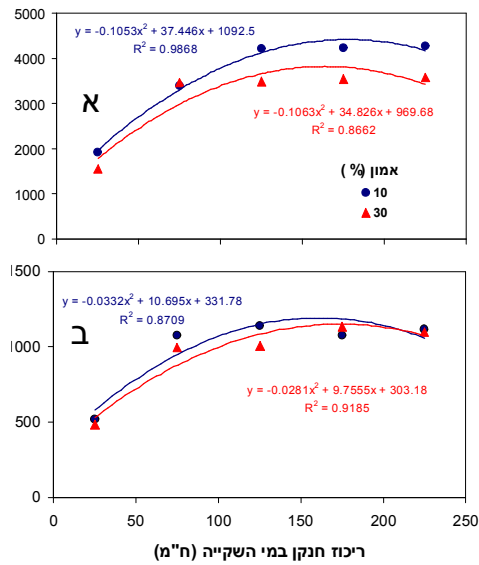 5000
4000
3000
2000
1000
0
y = -0.1053x² + 37.446x + 1092.5
R² = 0.9868
א
y = -0.1063x² + 34.826x + 969.68
R² = 0.8662
אמון (%)
10
30
1500
1000
500
0
y = -0.0332x² + 10.695x + 331.78
R² = 0.8709
ב
y = -0.0281x² + 9.7555x + 303.18
R² = 0.9185
0 50 100 150 200 250
ריכוז חנקן במי השקייה (ח"מ)